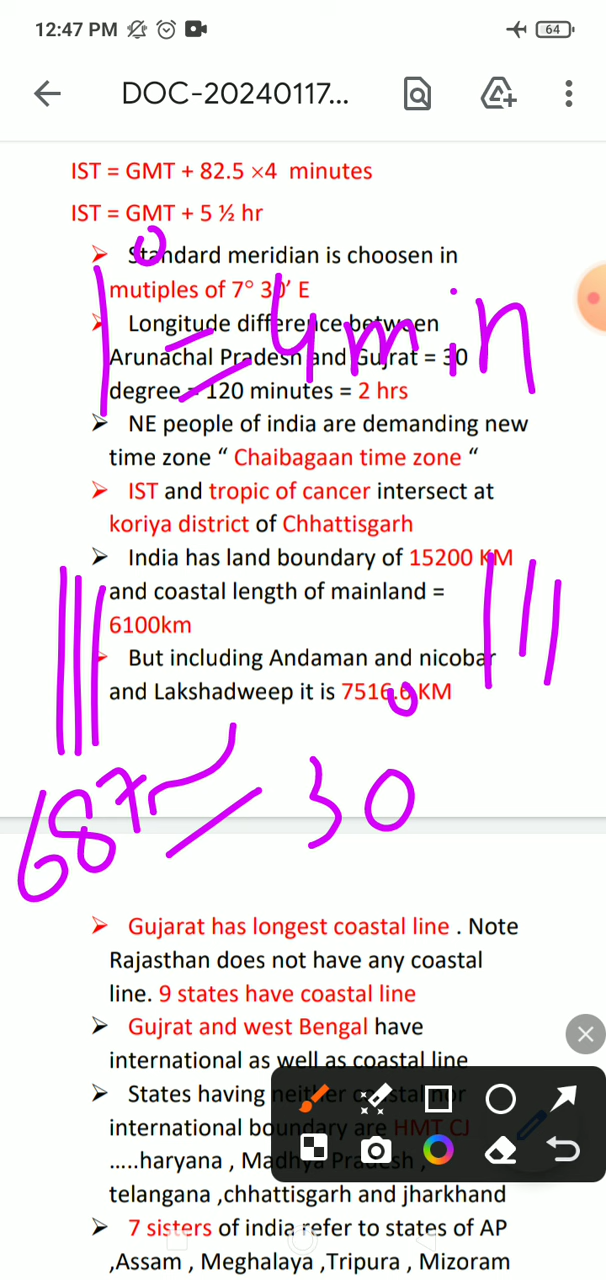 12:47 PM 64
DOC-20240117...
IST = GMT + 82.5 ×4 minutes
IST = GMT + 5 ½ hr
➤ Standard meridian is choosen in
mutiples of 7° 30' E
➤ Longitude difference between
Arunachal Pradesh and Gujrat = 30
degree = 120 minutes = 2 hrs
➤ NE people of india are demanding new
time zone “ Chaibagaan time zone “
➤ IST and tropic of cancer intersect at
koriya district of Chhattisgarh
➤ India has land boundary of 15200 KM
and coastal length of mainland =
6100km
➤ But including Andaman and nicobar
and Lakshadweep it is 7516.6 KM
1° = 4 min
30°
➤ Gujarat has longest coastal line . Note
Rajasthan does not have any coastal
line. 9 states have coastal line
➤ Gujrat and west Bengal have
international as well as coastal line
➤ States having neither coastal nor
international boundary are HMT CJ
.....haryana , Madhya Pradesh ,
telangana ,chhattisgarh and jharkhand
➤ 7 sisters of india refer to states of AP
,Assam , Meghalaya ,Tripura , Mizoram